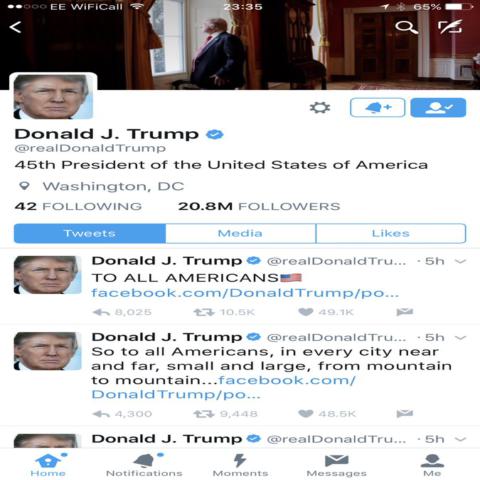 EE WiFiCall 23:35 65%
Donald J. Trump
@realDonaldTrump
45th President of the United States of America
Washington, DC
42 FOLLOWING 20.8M FOLLOWERS
Tweets Media Likes
Donald J. Trump @realDonaldTru... · 5h
TO ALL AMERICANS🇺🇸
facebook.com/DonaldTrump/po...
8,025 10.5K 49.1K
Donald J. Trump @realDonaldTru... · 5h
So to all Americans, in every city near
and far, small and large, from mountain
to mountain...facebook.com/
DonaldTrump/po...
4,300 9,448 48.5K
Donald J. Trump @realDonaldTru... · 5h
Home Notifications Moments Messages Me